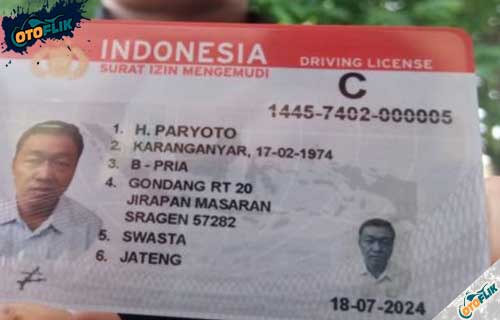 OTOFLIK
INDONESIA
SURAT IZIN MENGEMUDI
DRIVING LICENSE
C
1445-7402-000005
1. H. PARYOTO
2. KARANGANYAR, 17-02-1974
3. B - PRIA
4. GONDANG RT 20
JIRAPAN MASARAN
SRAGEN 57282
5. SWASTA
6. JATENG
18-07-2024
OTOFLIK